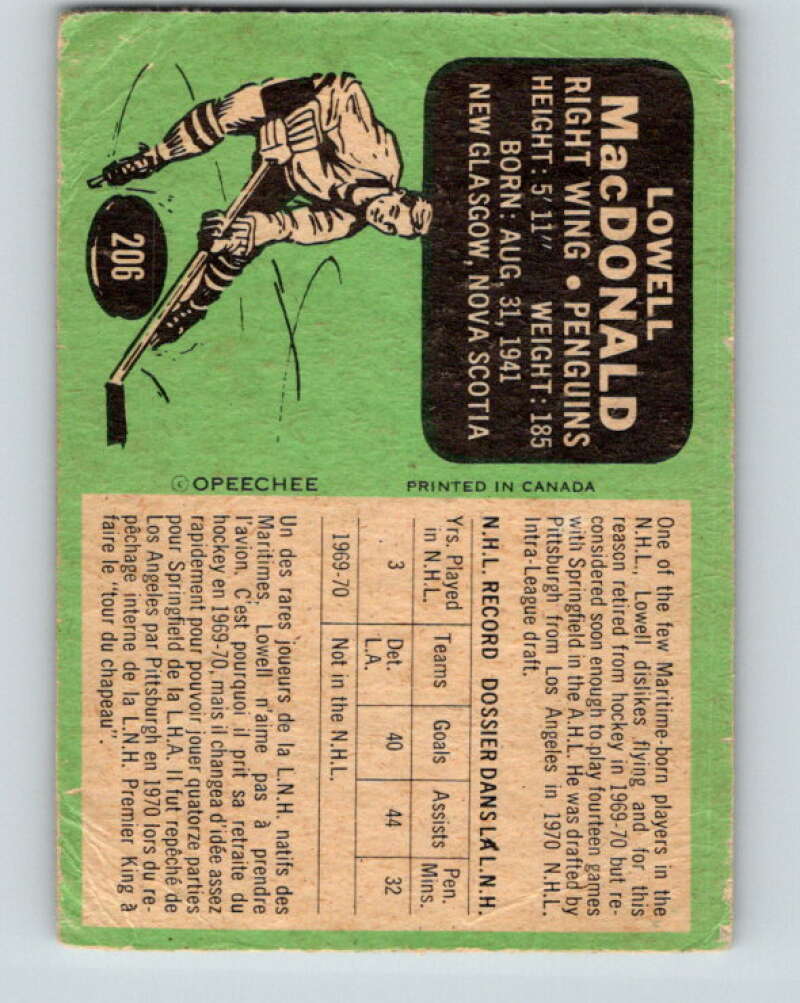 LOWELL
MacDONALD
RIGHT WING • PENGUINS
HEIGHT: 5'11" WEIGHT: 185
BORN: AUG, 31, 1941
NEW GLASGOW, NOVA SCOTIA
206
© OPEECHEE
PRINTED IN CANADA
One of the few Maritime-born players in the
N.H.L., Lowell dislikes flying and for this
reason retired from hockey in 1969-70 but re-
considered soon enough to play fourteen games
with Springfield in the A.H.L. He was drafted by
Pittsburgh from Los Angeles in 1970 N.H.L.
Intra-League draft.
N.H.L. RECORD DOSSIER DANS LA L.N.H.
Yrs. Played in N.H.L. Teams Goals Assists Pen. Mins.
3 Det. L.A. 40 44 32
1969-70 Not in the N.H.L.
Un des rares joueurs de la L.N.H. natifs des
Maritimes, Lowell n'aime pas à prendre
l'avion. C'est pourquoi il prit sa retraite du
hockey en 1969-70, mais il changea d'idée assez
rapidement pour pouvoir jouer quatorze parties
pour Springfield de la L.H.A. Il fut repêché de
Los Angeles par Pittsburgh en 1970 lors du re-
pêchage interne de la L.N.H. Premier King à
faire le "tour du chapeau".